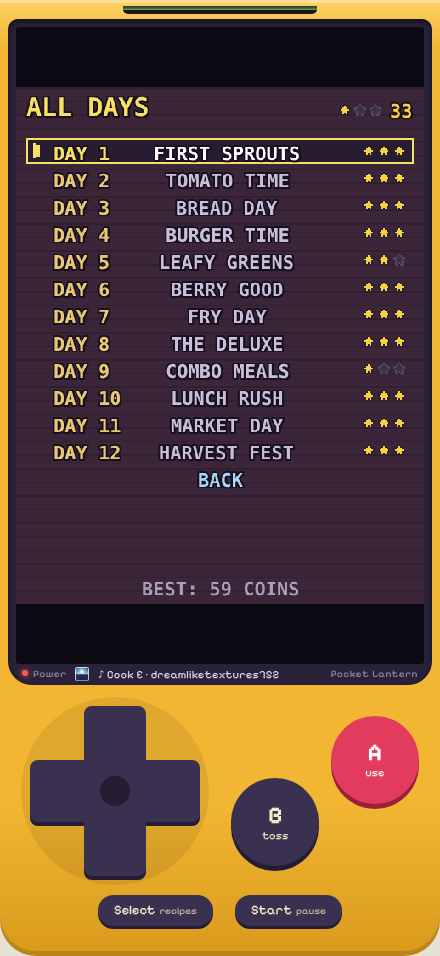 ALL DAYS 33
DAY 1 FIRST SPROUTS
DAY 2 TOMATO TIME
DAY 3 BREAD DAY
DAY 4 BURGER TIME
DAY 5 LEAFY GREENS
DAY 6 BERRY GOOD
DAY 7 FRY DAY
DAY 8 THE DELUXE
DAY 9 COMBO MEALS
DAY 10 LUNCH RUSH
DAY 11 MARKET DAY
DAY 12 HARVEST FEST
BACK
BEST: 59 COINS
Power ♪ Cook E · dreamliketextures792 Pocket Lantern
A
use
B
toss
Select recipes
Start pause